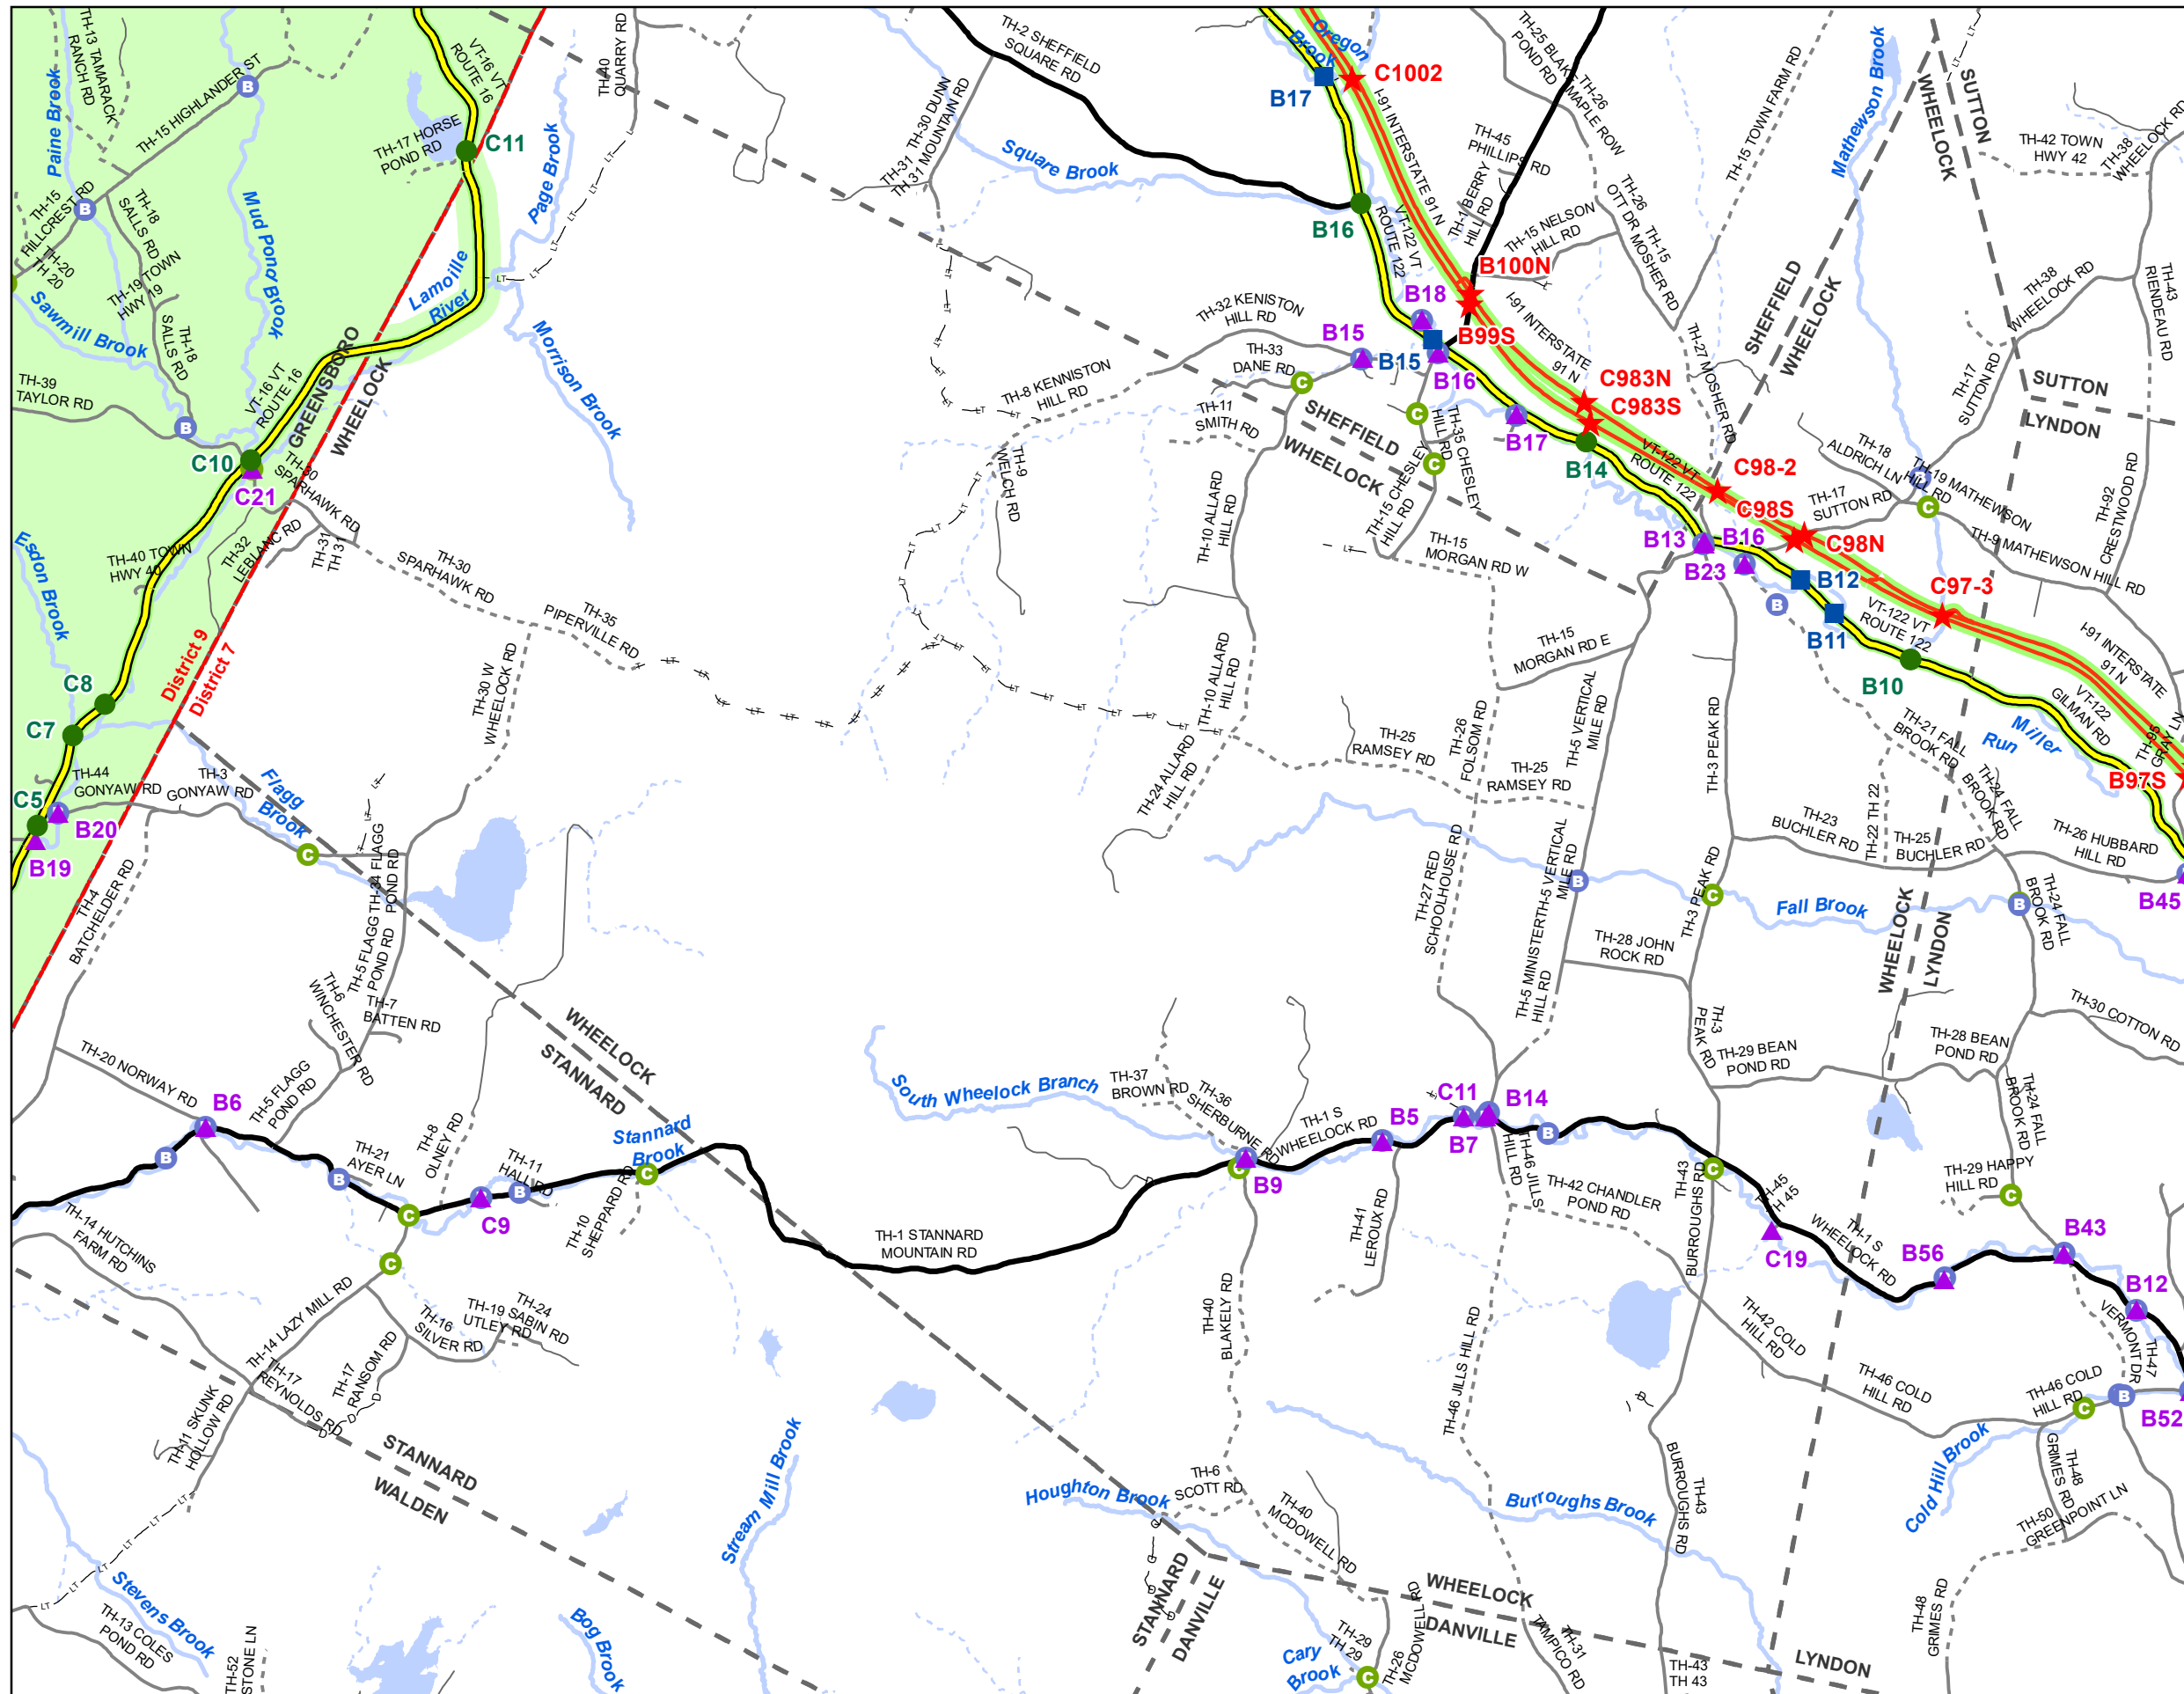 TH-13 TAMARACK
RANCH RD
Paine Brook
TH-15 HIGHLANDER ST
B
VT-16 VT
ROUTE 16
TH-17 HORSE
POND RD
C11
Page Brook
TH-40
QUARRY RD
TH-2 SHEFFIELD
SQUARE RD
TH-31 TH-30 DUNN
TH 31 MOUNTAIN RD
Square Brook
Oregon
Brook
B17
C1002
I-91 INTERSTATE 91 N
TH-25 BLAKE
POND RD
TH-26
MAPLE ROW
TH-45
PHILLIPS RD
TH-1 BERRY
HILL RD
TH-15 NELSON
HILL RD
TH-26
OTT DR
TH-15
MOSHER RD
TH-15 TOWN FARM RD
Mathewson Brook
SUTTON
WHEELOCK
TH-42 TOWN
HWY 42
TH-38
WHEELOCK RD
TH-43
RIENDEAU RD
TH-38
WHEELOCK RD
B16
VT-122 VT
ROUTE 122
B100N
B99S
B18
B15
B15
B16
I-91 INTERSTATE
91 N
TH-32 KENISTON
HILL RD
TH-33
DANE RD
TH-8 KENNISTON
HILL RD
TH-11
SMITH RD
SHEFFIELD
WHEELOCK
TH-15
HILLCREST RD
B
TH-20
TH 20
TH-18
SALLS RD
TH-19 TOWN
HWY 19
TH-18
SALLS RD
Mud Pond Brook
Sawmill Brook
Lamoille
River
Morrison Brook
TH-39
TAYLOR RD
B
VT-16 VT
ROUTE 16
GREENSBORO
WHEELOCK
C10
C21
TH-30
SPARHAWK RD
TH-32
LEBLANC RD
TH-31
TH 31
TH-40 TOWN
HWY 40
Esdon Brook
TH-30
SPARHAWK RD
TH-35
PIPERVILLE RD
TH-30 W
WHEELOCK RD
District 9
District 7
C8
C7
C5
B20
B19
TH-44
GONYAW RD
TH-3
GONYAW RD
Flagg
Brook
C
TH-34 FLAGG
POND RD
TH-5 FLAGG
POND RD
TH-4
BATCHELDER RD
TH-6
WINCHESTER RD
TH-7
BATTEN RD
TH-9
WELCH RD
TH-10 ALLARD
HILL RD
TH-10 ALLARD
HILL RD
TH-24 ALLARD
HILL RD
TH-35 CHESLEY
HILL RD
TH-15 CHESLEY
HILL RD
TH-15
MORGAN RD W
TH-15
MORGAN RD E
B17
B14
C983N
C983S
VT-122 VT
ROUTE 122
TH-27 MOSHER RD
SHEFFIELD
WHEELOCK
C98-2
C98S
C98N
B13
B16
B23
B12
B11
B
B10
C97-3
TH-18
ALDRICH LN
TH-19 MATHEWSON
HILL RD
TH-17
SUTTON RD
TH-17
SUTTON RD
TH-9 MATHEWSON HILL RD
SUTTON
LYNDON
TH-92
CRESTWOOD RD
VT-122 VT
ROUTE 122
I-91 INTERSTATE
91 N
VT-122
GILMAN RD
Miller
Run
TH-95
GRAY LN
B97S
B45
TH-21 FALL
BROOK RD
TH-24 FALL
BROOK RD
TH-22 TH 22
TH-23
BUCHLER RD
TH-25
BUCHLER RD
TH-26 HUBBARD
HILL RD
TH-24 FALL
BROOK RD
Fall Brook
TH-25
RAMSEY RD
TH-25
RAMSEY RD
TH-26
FOLSOM RD
TH-5 VERTICAL
MILE RD
TH-5 VERTICAL
MILE RD
TH-3 PEAK RD
TH-3 PEAK RD
TH-27 RED
SCHOOLHOUSE RD
TH-5 MINISTER
HILL RD
TH-28 JOHN
ROCK RD
TH-3
PEAK RD
WHEELOCK
LYNDON
TH-29 BEAN
POND RD
TH-28 BEAN
POND RD
TH-30 COTTON RD
TH-24 FALL
BROOK RD
TH-29 HAPPY
HILL RD
TH-20 NORWAY RD
B6
TH-5 FLAGG
POND RD
TH-21
AYER LN
TH-8
OLNEY RD
TH-11
HALL RD
C9
TH-10
SHEPPARD RD
Stannard
Brook
WHEELOCK
STANNARD
TH-1 STANNARD
MOUNTAIN RD
South Wheelock Branch
TH-37
BROWN RD
TH-36
SHERBURNE RD
TH-1 S
WHEELOCK RD
B9
B5
C11
B7
B14
TH-46 JILLS
HILL RD
TH-41
LEROUX RD
TH-42 CHANDLER
POND RD
TH-43
BURROUGHS RD
TH-45
TH 45
C19
TH-1 S
WHEELOCK RD
B56
B43
B12
VERMONT DR
TH-47
B52
TH-40
BLAKELY RD
TH-46 JILLS HILL RD
TH-42 COLD
HILL RD
TH-46 COLD
HILL RD
TH-46 COLD
HILL RD
Cold Hill Brook
TH-48
GRIMES RD
TH-50
GREENPOINT LN
TH-48
GRIMES RD
TH-14 HUTCHINS
FARM RD
TH-14 LAZY MILL RD
TH-16
SILVER RD
TH-19
UTLEY RD
TH-24
SABIN RD
TH-17
RANSOM RD
TH-17
REYNOLDS RD
TH-11 SKUNK
HOLLOW RD
STANNARD
WALDEN
Stream Mill Brook
Stevens Brook
TH-13 COLES
POND RD
TH-52
STONE LN
Bog Brook
Houghton Brook
TH-6
SCOTT RD
TH-40
MCDOWELL RD
STANNARD
DANVILLE
WHEELOCK
DANVILLE
TH-29
TH 29
TH-26
MCDOWELL RD
Cary
Brook
TH-31
TAMPICO RD
Burroughs Brook
TH-43
BURROUGHS RD
TH-43
TH 43
LYNDON